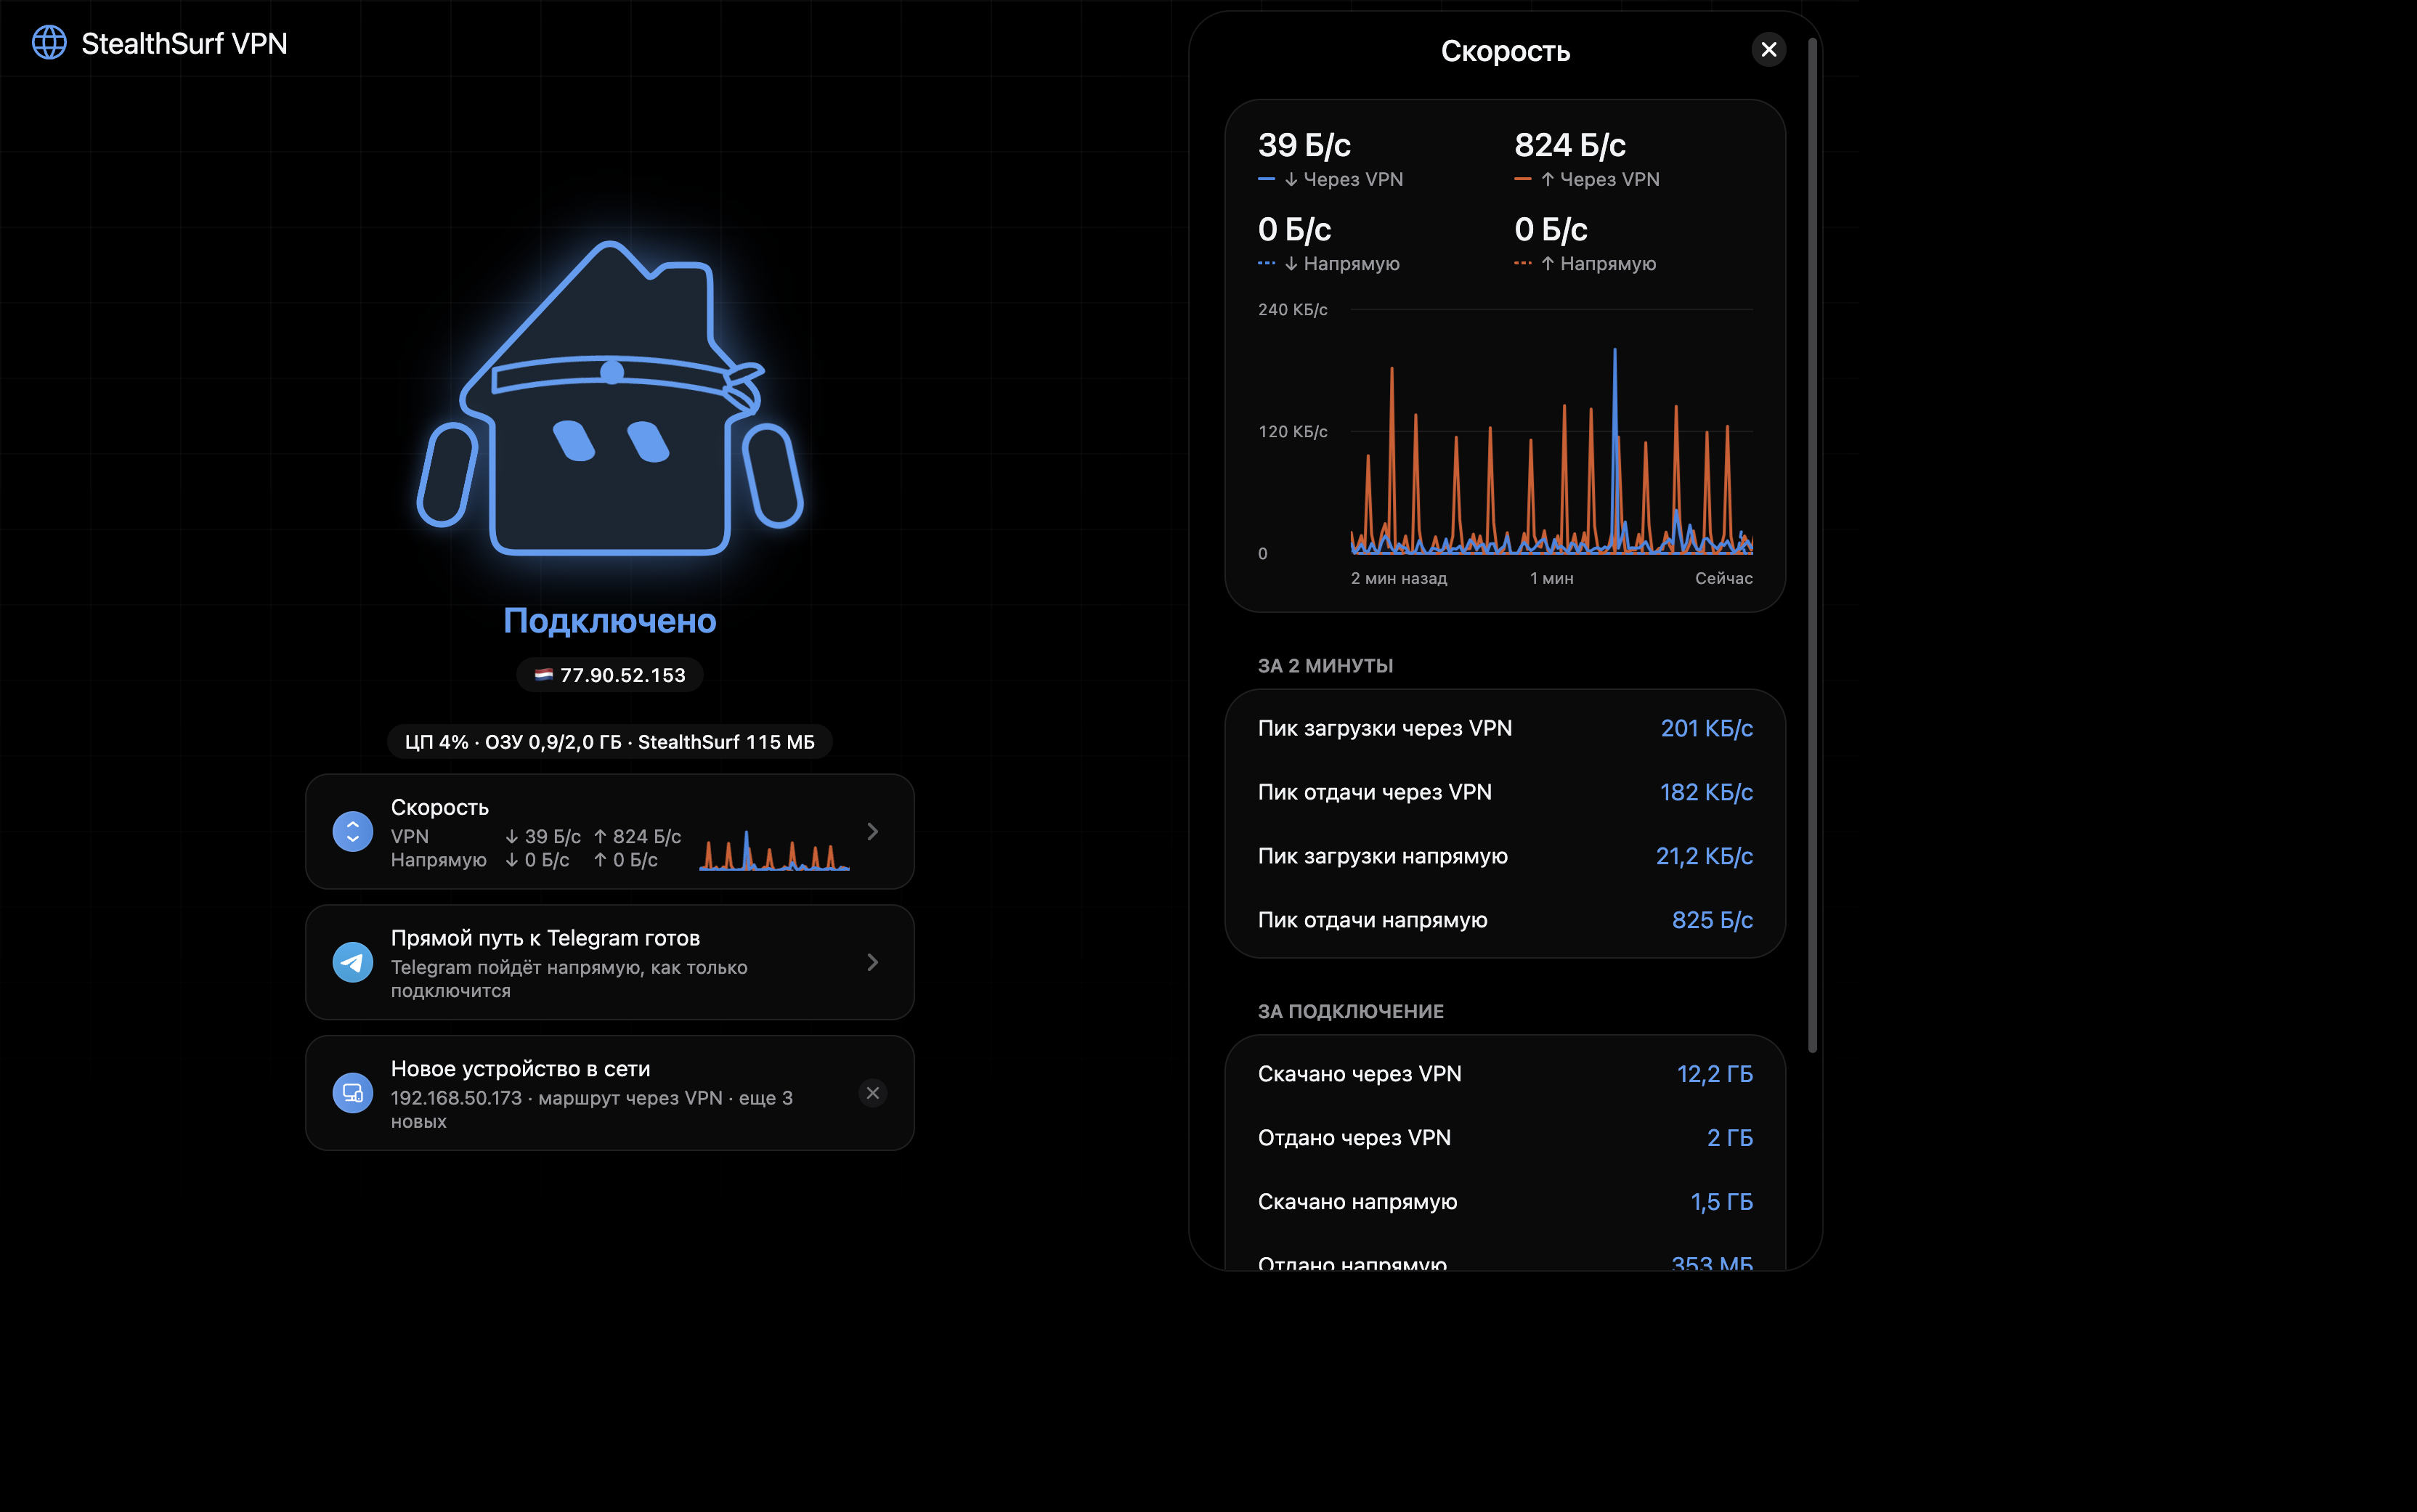 StealthSurf VPN
Подключено
77.90.52.153
ЦП 4% · ОЗУ 0,9/2,0 ГБ · StealthSurf 115 МБ
Скорость
VPN ↓ 39 Б/с ↑ 824 Б/с
Напрямую ↓ 0 Б/с ↑ 0 Б/с
Прямой путь к Telegram готов
Telegram пойдёт напрямую, как только
подключится
Новое устройство в сети
192.168.50.173 · маршрут через VPN · еще 3
новых
Скорость
39 Б/с 824 Б/с
↓ Через VPN ↑ Через VPN
0 Б/с 0 Б/с
↓ Напрямую ↑ Напрямую
240 КБ/с
120 КБ/с
0
2 мин назад 1 мин Сейчас
ЗА 2 МИНУТЫ
Пик загрузки через VPN 201 КБ/с
Пик отдачи через VPN 182 КБ/с
Пик загрузки напрямую 21,2 КБ/с
Пик отдачи напрямую 825 Б/с
ЗА ПОДКЛЮЧЕНИЕ
Скачано через VPN 12,2 ГБ
Отдано через VPN 2 ГБ
Скачано напрямую 1,5 ГБ
Отдано напрямую 353 МБ